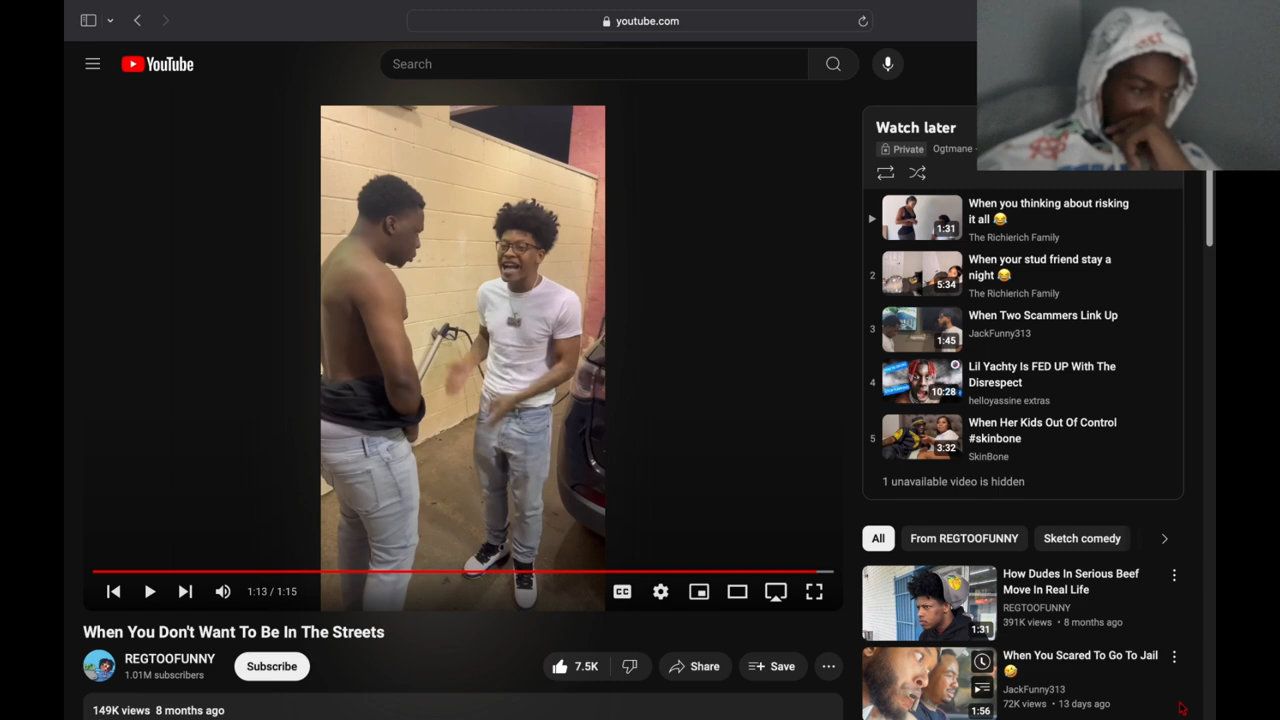 youtube.com
YouTube
Search
Watch later
Private
Ogtmane -
When you thinking about risking
it all 😂
The Richierich Family
1:31
2
When your stud friend stay a
night 😂
The Richierich Family
5:34
3
When Two Scammers Link Up
JackFunny313
1:45
4
Lil Yachty Is FED UP With The
Disrespect
helloyassine extras
10:28
5
When Her Kids Out Of Control
#skinbone
SkinBone
3:32
1 unavailable video is hidden
All
From REGTOOFUNNY
Sketch comedy
How Dudes In Serious Beef
Move In Real Life
REGTOOFUNNY
391K views • 8 months ago
1:31
When You Scared To Go To Jail
🤣
JackFunny313
72K views • 13 days ago
1:56
1:13 / 1:15
CC
When You Don't Want To Be In The Streets
REGTOOFUNNY
1.01M subscribers
Subscribe
7.5K
Share
Save
149K views 8 months ago